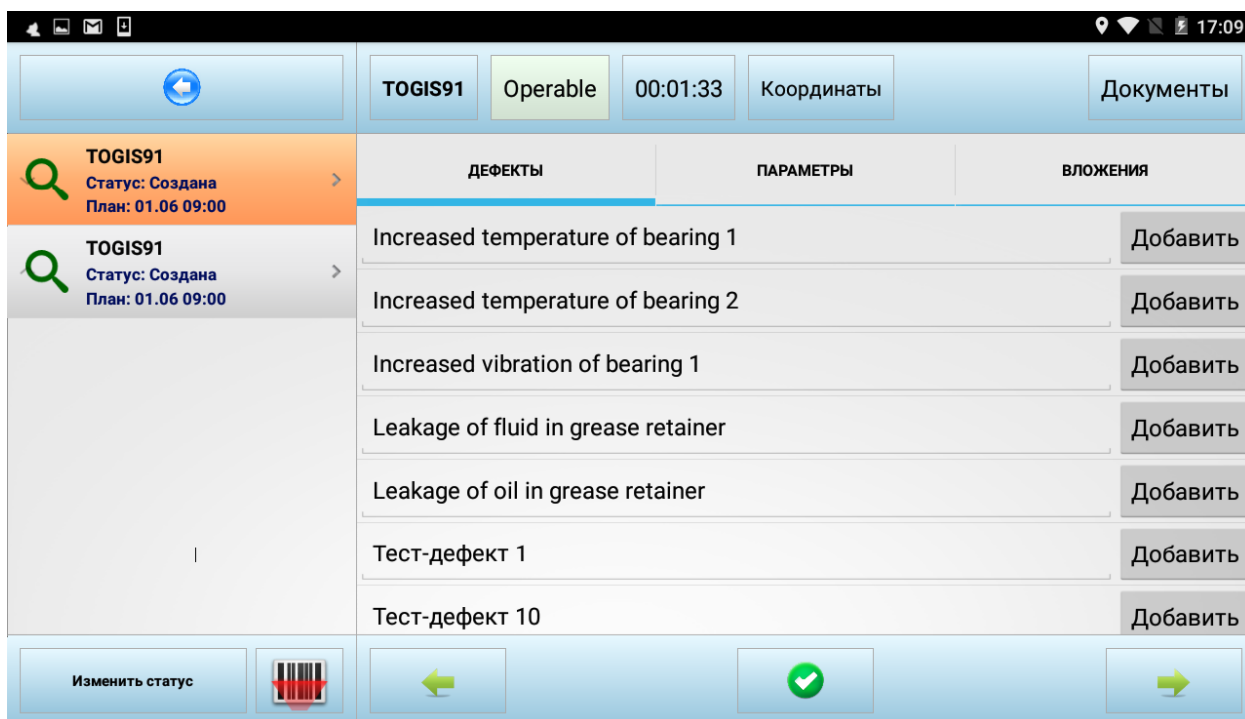 17:09
TOGIS91
Operable
00:01:33
Координаты
Документы
TOGIS91
Статус: Создана
План: 01.06 09:00
TOGIS91
Статус: Создана
План: 01.06 09:00
ДЕФЕКТЫ
ПАРАМЕТРЫ
ВЛОЖЕНИЯ
Increased temperature of bearing 1
Добавить
Increased temperature of bearing 2
Добавить
Increased vibration of bearing 1
Добавить
Leakage of fluid in grease retainer
Добавить
Leakage of oil in grease retainer
Добавить
Тест-дефект 1
Добавить
Тест-дефект 10
Добавить
Изменить статус